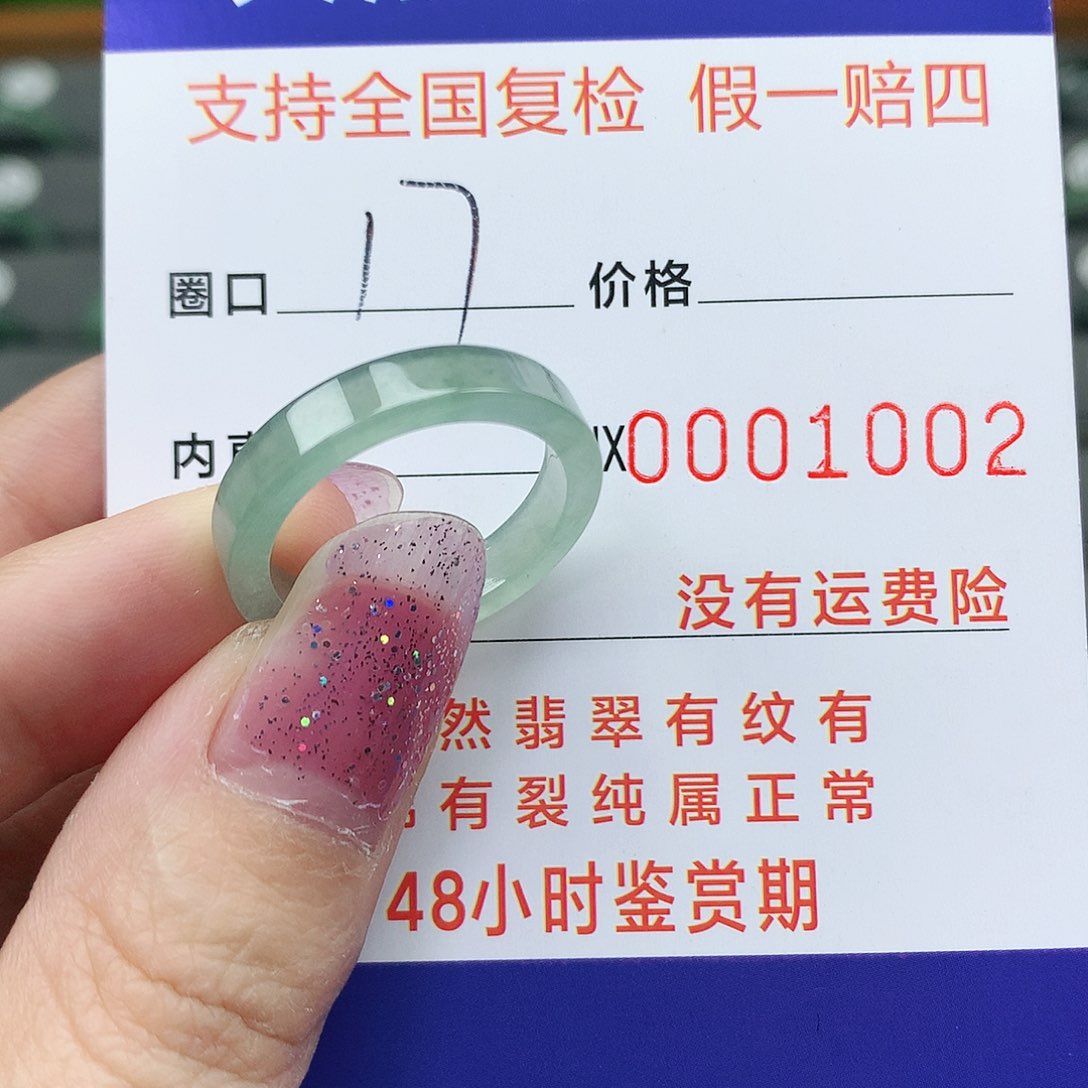 支持全国复检 假一赔四
圈口 17 价格
内 X0001002
没有运费险
然翡翠有纹有
有裂纯属正常
48小时鉴赏期